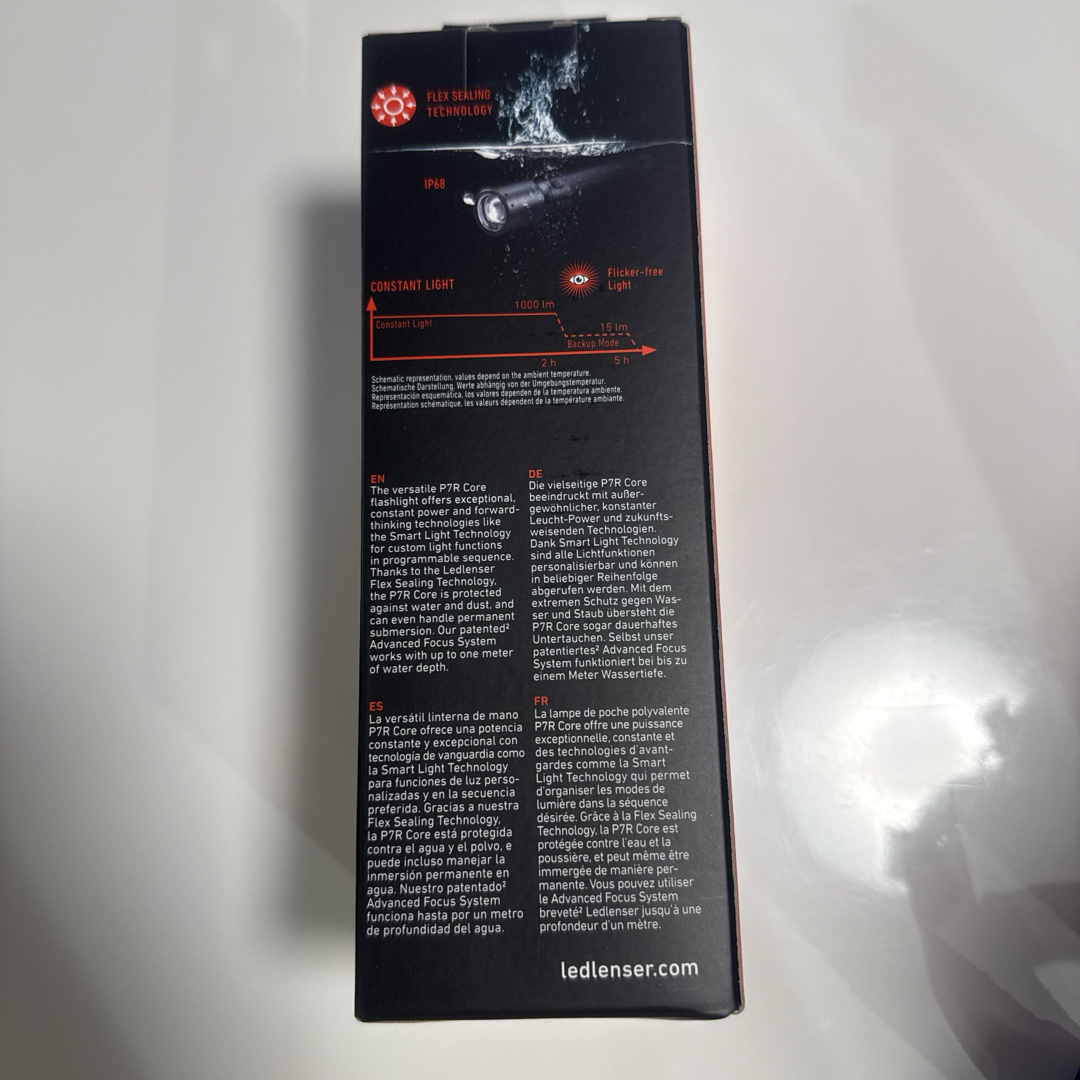 FLEX SEALING
TECHNOLOGY
IP68
CONSTANT LIGHT
Flicker-free
Light
1000 lm
Constant Light
15 lm
Backup Mode
2 h
5 h
Schematic representation, values depend on the ambient temperature.
Schematische Darstellung, Werte abhängig von der Umgebungstemperatur.
Representación esquemática, los valores dependen de la temperatura ambiente.
Représentation schématique, les valeurs dépendent de la température ambiante.
EN
The versatile P7R Core
flashlight offers exceptional,
constant power and forward-
thinking technologies like
the Smart Light Technology
for custom light functions
in programmable sequence.
Thanks to the Ledlenser
Flex Sealing Technology,
the P7R Core is protected
against water and dust, and
can even handle permanent
submersion. Our patented²
Advanced Focus System
works with up to one meter
of water depth.
DE
Die vielseitige P7R Core
beeindruckt mit außer-
gewöhnlicher, konstanter
Leucht-Power und zukunfts-
weisenden Technologien.
Dank Smart Light Technology
sind alle Lichtfunktionen
personalisierbar und können
in beliebiger Reihenfolge
abgerufen werden. Mit dem
extremen Schutz gegen Was-
ser und Staub übersteht die
P7R Core sogar dauerhaftes
Untertauchen. Selbst unser
patentiertes² Advanced Focus
System funktioniert bei bis zu
einem Meter Wassertiefe.
ES
La versátil linterna de mano
P7R Core ofrece una potencia
constante y excepcional con
tecnología de vanguardia como
la Smart Light Technology
para funciones de luz perso-
nalizadas y en la secuencia
preferida. Gracias a nuestra
Flex Sealing Technology,
la P7R Core está protegida
contra el agua y el polvo, e
puede incluso manejar la
inmersión permanente en
agua. Nuestro patentado²
Advanced Focus System
funciona hasta por un metro
de profundidad del agua.
FR
La lampe de poche polyvalente
P7R Core offre une puissance
exceptionnelle, constante et
des technologies d'avant-
gardes comme la Smart
Light Technology qui permet
d'organiser les modes de
lumière dans la séquence
désirée. Grâce à la Flex Sealing
Technology, la P7R Core est
protégée contre l'eau et la
poussière, et peut même être
immergée de manière per-
manente. Vous pouvez utiliser
le Advanced Focus System
breveté² Ledlenser jusqu'à une
profondeur d'un mètre.
ledlenser.com